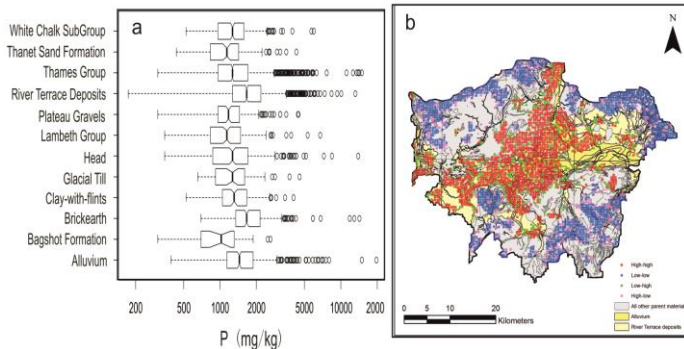 a
White Chalk SubGroup
Thanet Sand Formation
Thames Group
River Terrace Deposits
Plateau Gravels
Lambeth Group
Head
Glacial Till
Clay-with-flints
Brickearth
Bagshot Formation
Alluvium
200 500 1000 2000 5000 10000 20000
P (mg/kg)
b
N
High-high
Low-low
Low-high
High-low
All other parent material
Alluvium
River Terrace deposits
20 10 0 20
Kilometers